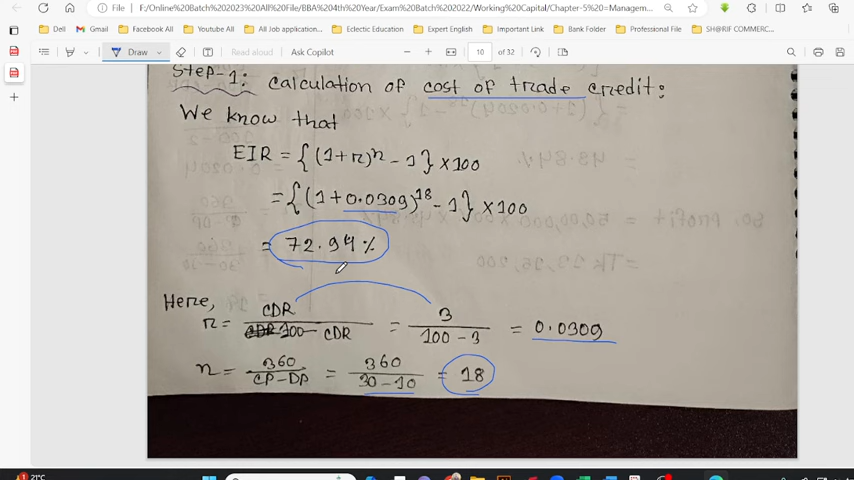 File | F:/Online%20Batch%202023%20All%20File/BBA%204th%20Year/Exam%20Batch%202022/Working%20Capital/Chapter-5%20=%20Managem...
Dell Gmail Facebook All YouTube All All Job application... Eclectic Education Expert English Important Link Bank Folder Professional File SH@RIF COMMERC...
Draw Read aloud Ask Copilot 10 of 32
Step-1: Calculation of cost of trade credit:
We know that
EIR = {(1+r)ⁿ - 1} × 100
= {(1+0.0309)¹⁸ - 1} × 100
= 72.94%
Here,
r = CDR / 100 - CDR = 3 / 100 - 3 = 0.0309
n = 360 / CP - DP = 360 / 30 - 10 = 18
21°C